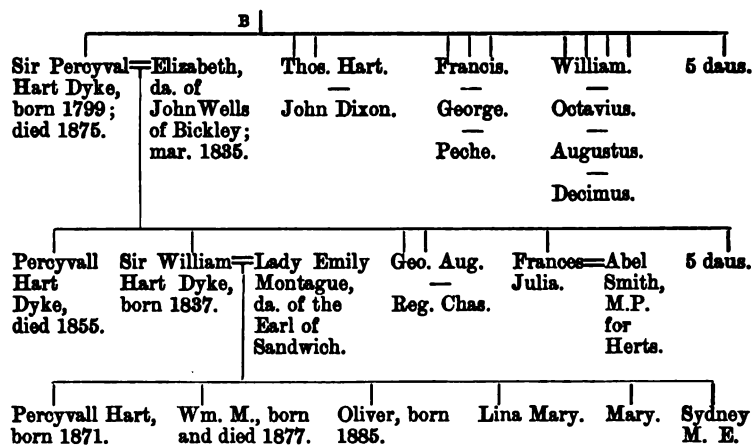 B
Sir Percyval=Elizabeth, Thos. Hart. Francis. William. 5 daus.
Hart Dyke, da. of — — —
born 1799; John Wells John Dixon. George. Octavius.
died 1875. of Bickley; — —
mar. 1835. Peche. Augustus.
—
Decimus.
Percyvall Sir William=Lady Emily Geo. Aug. Frances=Abel 5 daus.
Hart Hart Dyke, Montague, — Julia. Smith,
Dyke, born 1837. da. of the Reg. Chas. M.P.
died 1855. Earl of for
Sandwich. Herts.
Percyvall Hart, Wm. M., born Oliver, born Lina Mary. Mary. Sydney
born 1871. and died 1877. 1885. M. E.